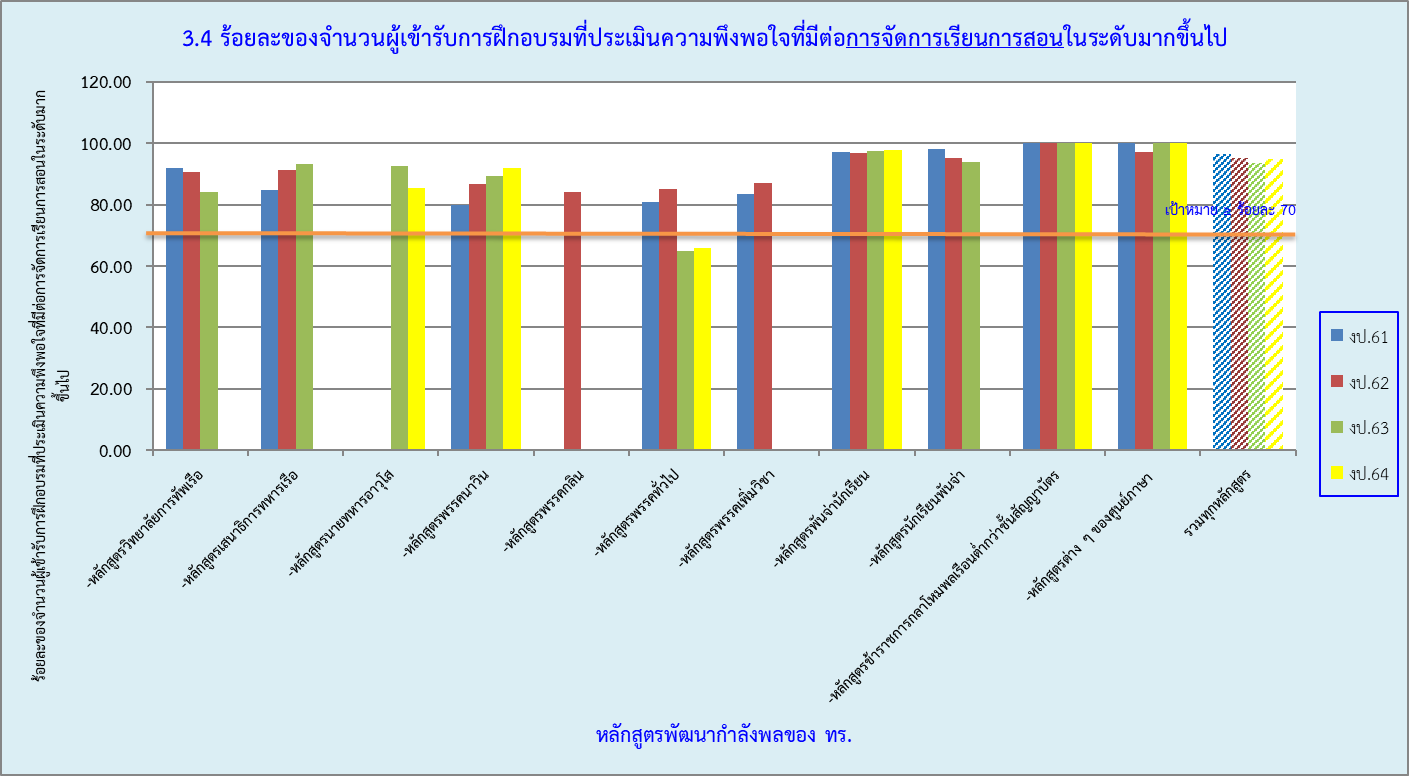 3.4 ร้อยละของจำนวนผู้เข้ารับการฝึกอบรมที่ประเมินความพึงพอใจที่มีต่อการจัดการเรียนการสอนในระดับมากขึ้นไป
ร้อยละของจำนวนผู้เข้ารับการฝึกอบรมที่ประเมินความพึงพอใจที่มีต่อการจัดการเรียนการสอนในระดับมาก
ขึ้นไป
120.00
100.00
80.00
60.00
40.00
20.00
0.00
เป้าหมาย ≥ ร้อยละ 70
งป.61
งป.62
งป.63
งป.64
-หลักสูตรวิทยาลัยการทัพเรือ
-หลักสูตรเสนาธิการทหารเรือ
-หลักสูตรนายทหารอาวุโส
-หลักสูตรพรรคนาวิน
-หลักสูตรพรรคกลิน
-หลักสูตรพรรคทั่วไป
-หลักสูตรพรรคเพิ่มวิชา
-หลักสูตรพันจ่านักเรียน
-หลักสูตรนักเรียนพันจ่า
-หลักสูตรข้าราชการกลาโหมพลเรือนต่ำกว่าชั้นสัญญาบัตร
-หลักสูตรต่าง ๆ ของศูนย์ภาษา
รวมทุกหลักสูตร
หลักสูตรพัฒนากำลังพลของ ทร.